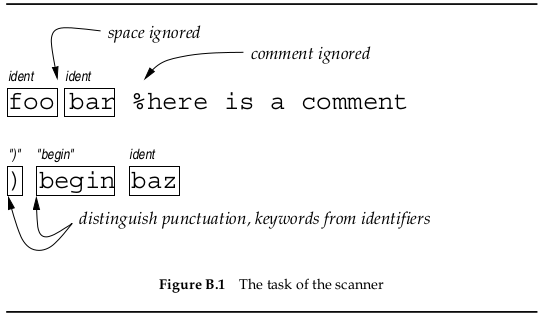 space ignored
comment ignored
ident ident
foo bar %here is a comment
")" "begin" ident
) begin baz
distinguish punctuation, keywords from identifiers
Figure B.1 The task of the scanner